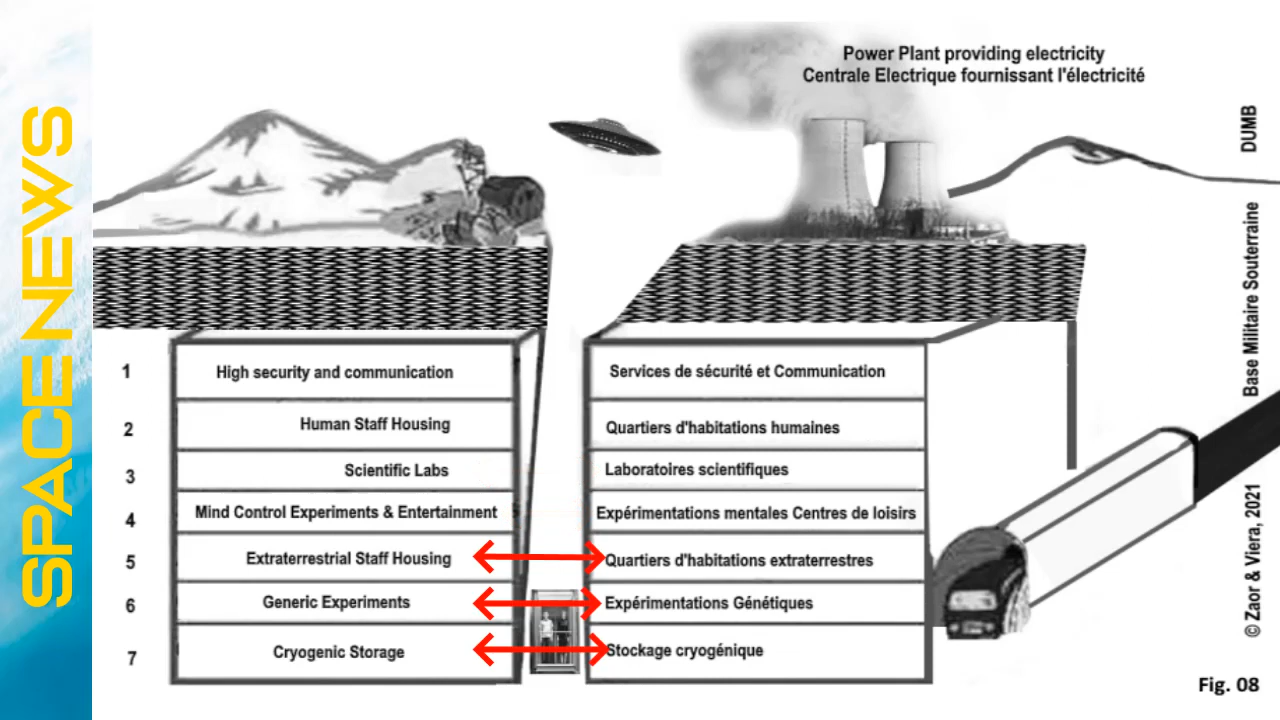 SPACE NEWS
Power Plant providing electricity
Centrale Electrique fournissant l'électricité
1
High security and communication
Services de sécurité et Communication
2
Human Staff Housing
Quartiers d'habitations humaines
3
Scientific Labs
Laboratoires scientifiques
4
Mind Control Experiments & Entertainment
Expérimentations mentales Centres de loisirs
5
Extraterrestrial Staff Housing
Quartiers d'habitations extraterrestres
6
Generic Experiments
Expérimentations Génétiques
7
Cryogenic Storage
Stockage cryogénique
© Zaor & Viera, 2021 Base Militaire Souterraine DUMB
Fig. 08